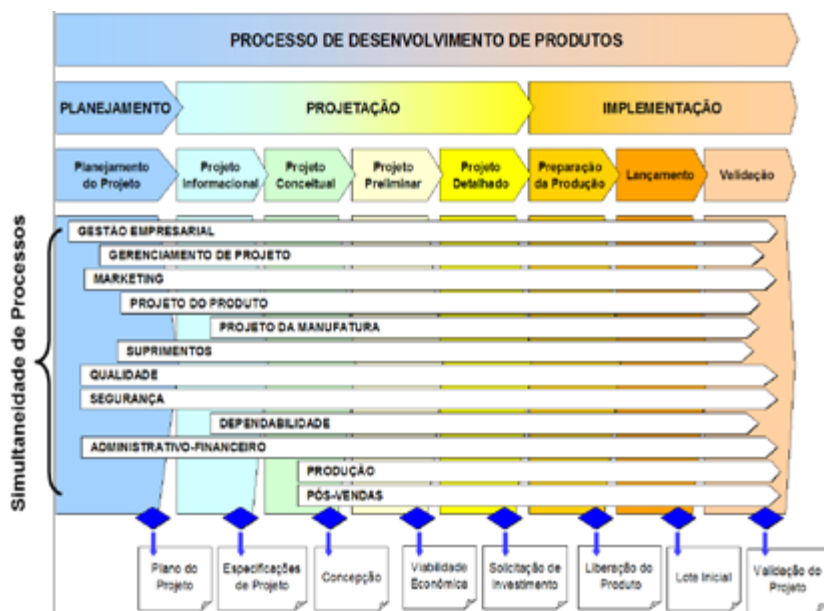 PROCESSO DE DESENVOLVIMENTO DE PRODUTOS
PLANEJAMENTO
PROJETAÇÃO
IMPLEMENTAÇÃO
Planejamento
do Projeto
Projeto
Informacional
Projeto
Conceitual
Projeto
Preliminar
Projeto
Detalhado
Preparação
da Produção
Lançamento
Validação
Simultaneidade de Processos
GESTÃO EMPRESARIAL
GERENCIAMENTO DE PROJETO
MARKETING
PROJETO DO PRODUTO
PROJETO DA MANUFATURA
SUPRIMENTOS
QUALIDADE
SEGURANÇA
DEPENDABILIDADE
ADMINISTRATIVO-FINANCEIRO
PRODUÇÃO
PÓS-VENDAS
Plano do
Projeto
Especificações
de Projeto
Concepção
Viabilidade
Econômica
Solicitação de
Investimento
Liberação do
Produto
Lote Inicial
Validação do
Projeto